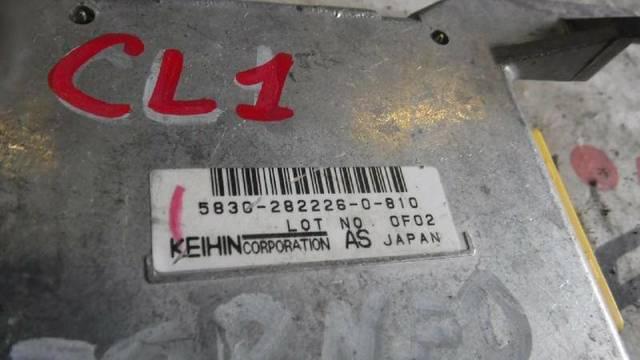 CL1
5830-282226-0-810
LOT NO 0F02
KEIHIN CORPORATION AS JAPAN